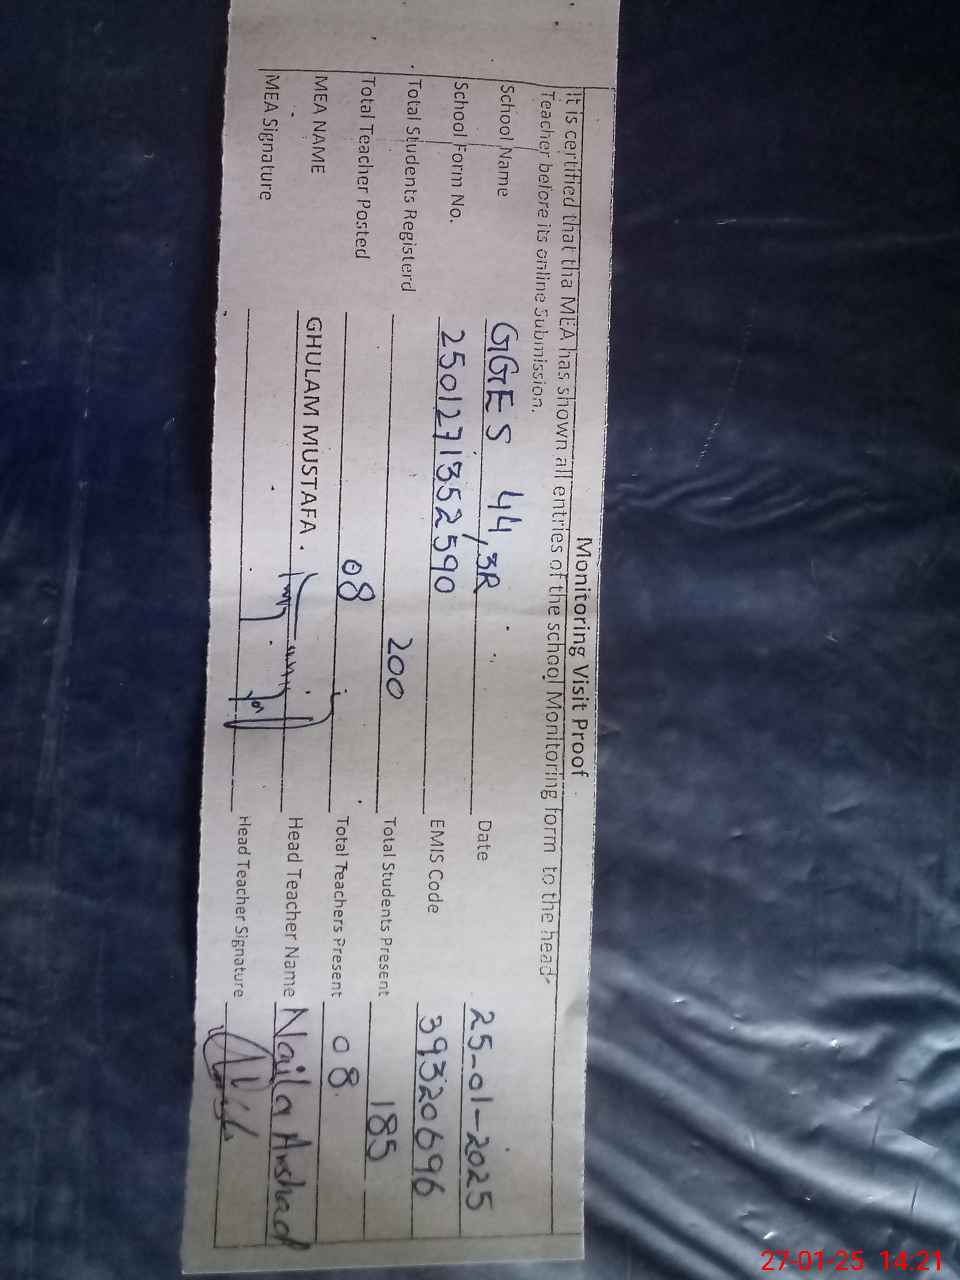 Monitoring Visit Proof
It is certified that tha MEA has shown all entries of the school Monitoring form to the head
Teacher before its online Submission.
School Name GGES 44/3R Date 25-01-2025
School Form No. 2501271352590 EMIS Code 39320696
Total Students Registerd 200 Total Students Present 185
Total Teacher Posted 08 Total Teachers Present 08
MEA NAME GHULAM MUSTAFA. Head Teacher Name Naila Arshad
MEA Signature Head Teacher Signature
27-01-25 14:21